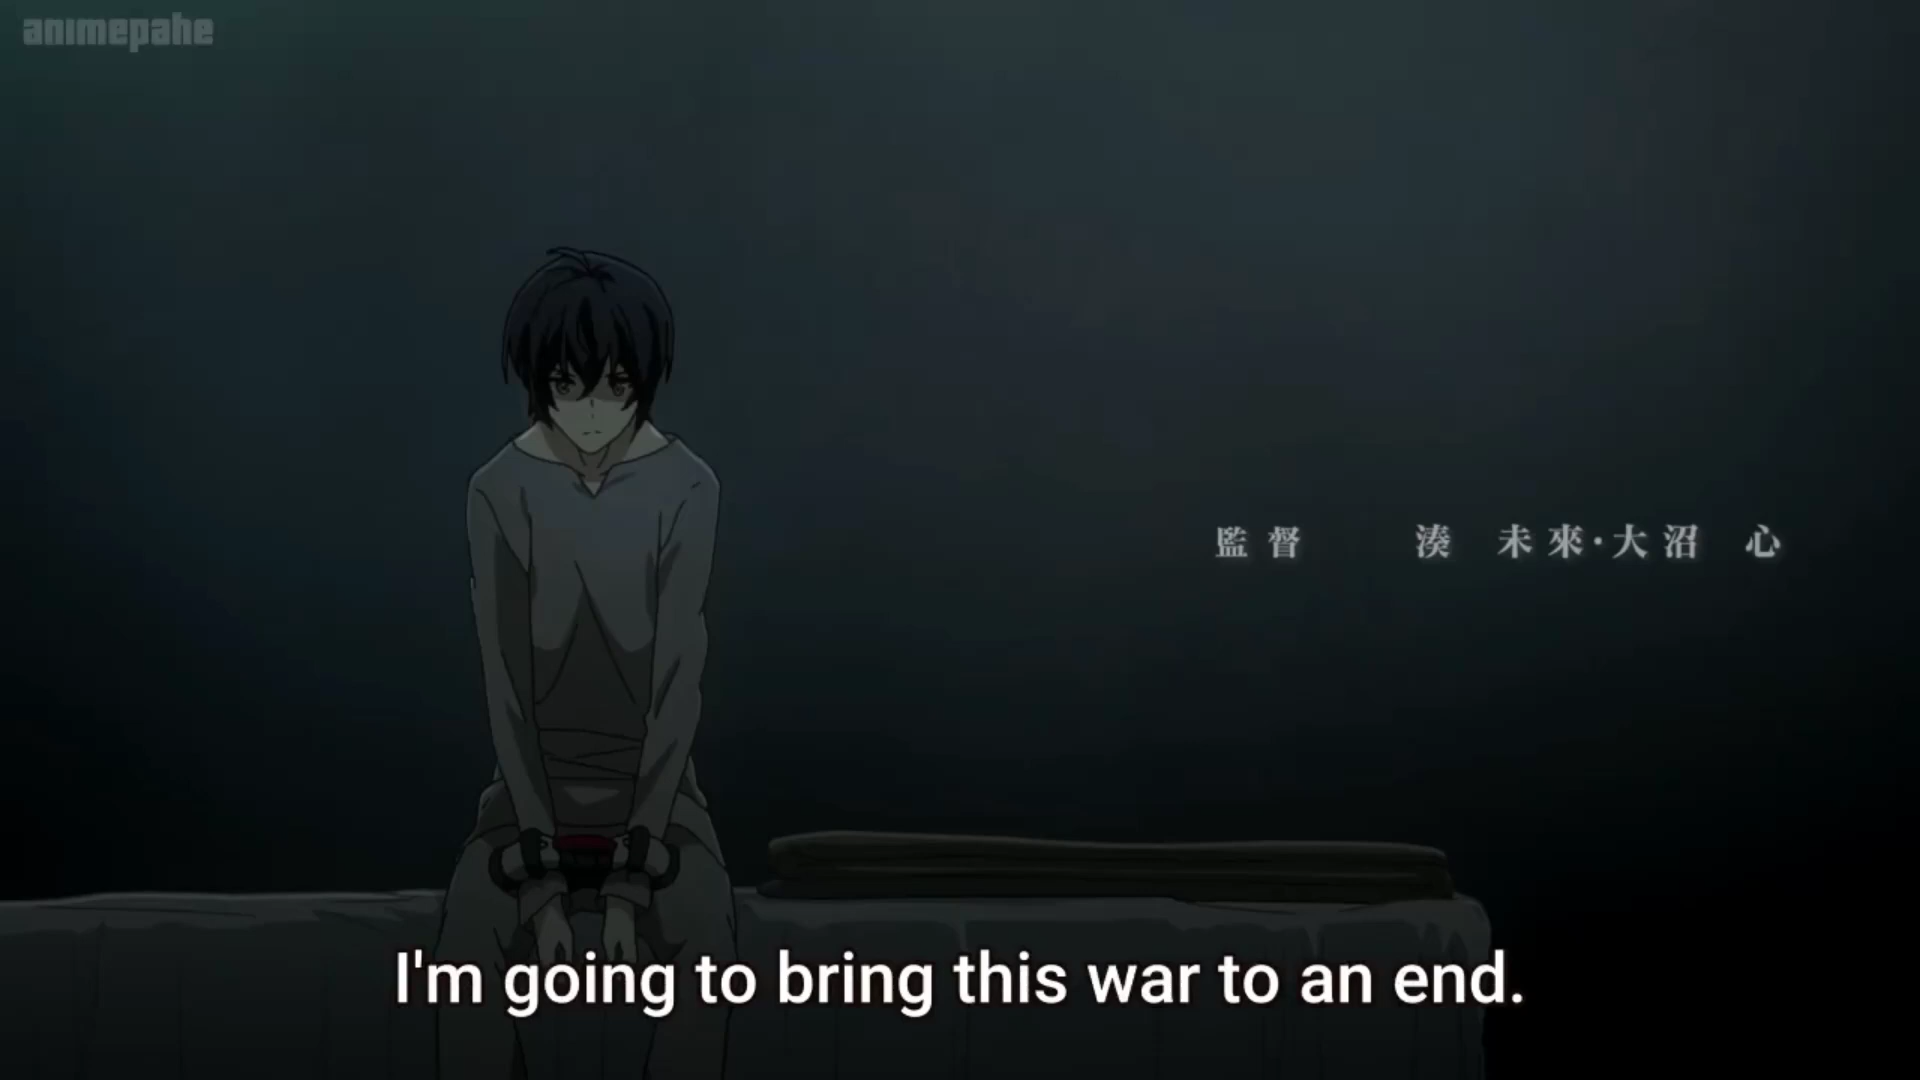 animepahe
監督 湊 未來・大沼 心
I'm going to bring this war to an end.